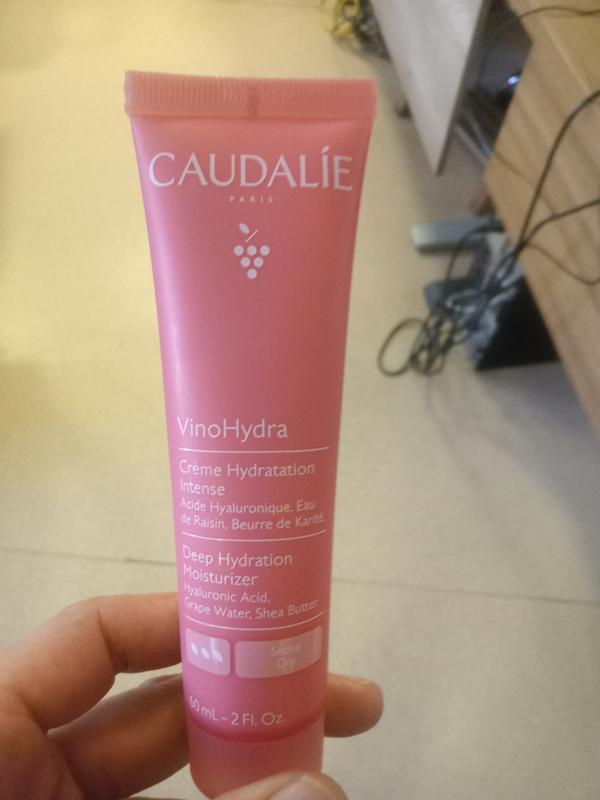 CAUDALÍE
PARIS
VinoHydra
Crème Hydratation
Intense
Acide Hyaluronique, Eau
de Raisin, Beurre de Karité.
Deep Hydration
Moisturizer
Hyaluronic Acid,
Grape Water, Shea Butter.
Sèche
Dry
60 mL – 2 Fl. Oz.